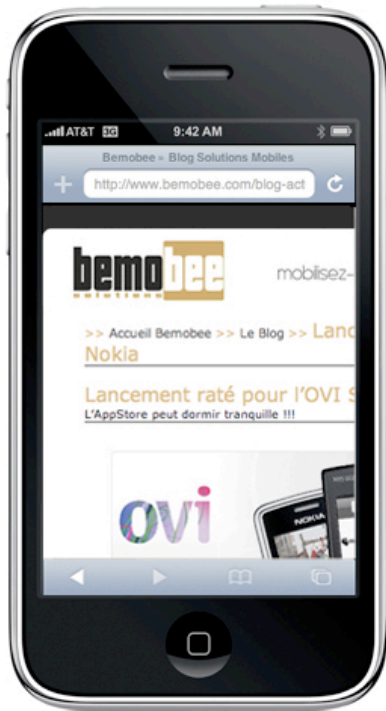 AT&T 3G 9:42 AM
Bemobee » Blog Solutions Mobiles
http://www.bemobee.com/blog-act
bemobee
solutions
mobilisez-
>> Accueil Bemobee >> Le Blog >> Lanc
Nokia
Lancement raté pour l'OVI S
L'AppStore peut dormir tranquille !!!
ovi
NOKIA